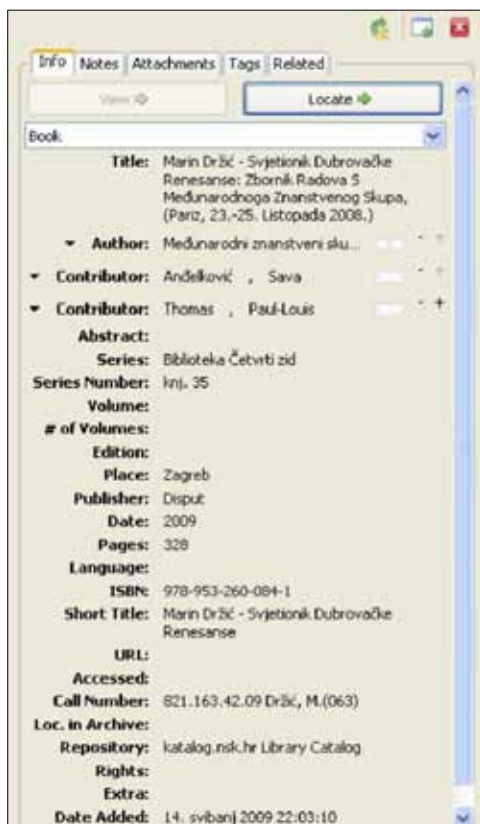 Info Notes Attachments Tags Related
View Locate
Book
Title: Marin Držić - Svjetionik Dubrovačke
Renesanse: Zbornik Radova S
Međunarodnoga Znanstvenog Skupa,
(Pariz, 23.-25. Listopada 2008.)
Author: Međunarodni znanstveni sku... - +
Contributor: Anđelković , Sava - +
Contributor: Thomas , Paul-Louis - +
Abstract:
Series: Biblioteka Četvrti zid
Series Number: knj. 35
Volume:
# of Volumes:
Edition:
Place: Zagreb
Publisher: Disput
Date: 2009
Pages: 328
Language:
ISBN: 978-953-260-084-1
Short Title: Marin Držić - Svjetionik Dubrovačke
Renesanse
URL:
Accessed:
Call Number: 821.163.42.09 Držić, M.(063)
Loc. in Archive:
Repository: katalog.nsk.hr Library Catalog
Rights:
Extra:
Date Added: 14. svibanj 2009 22:03:10